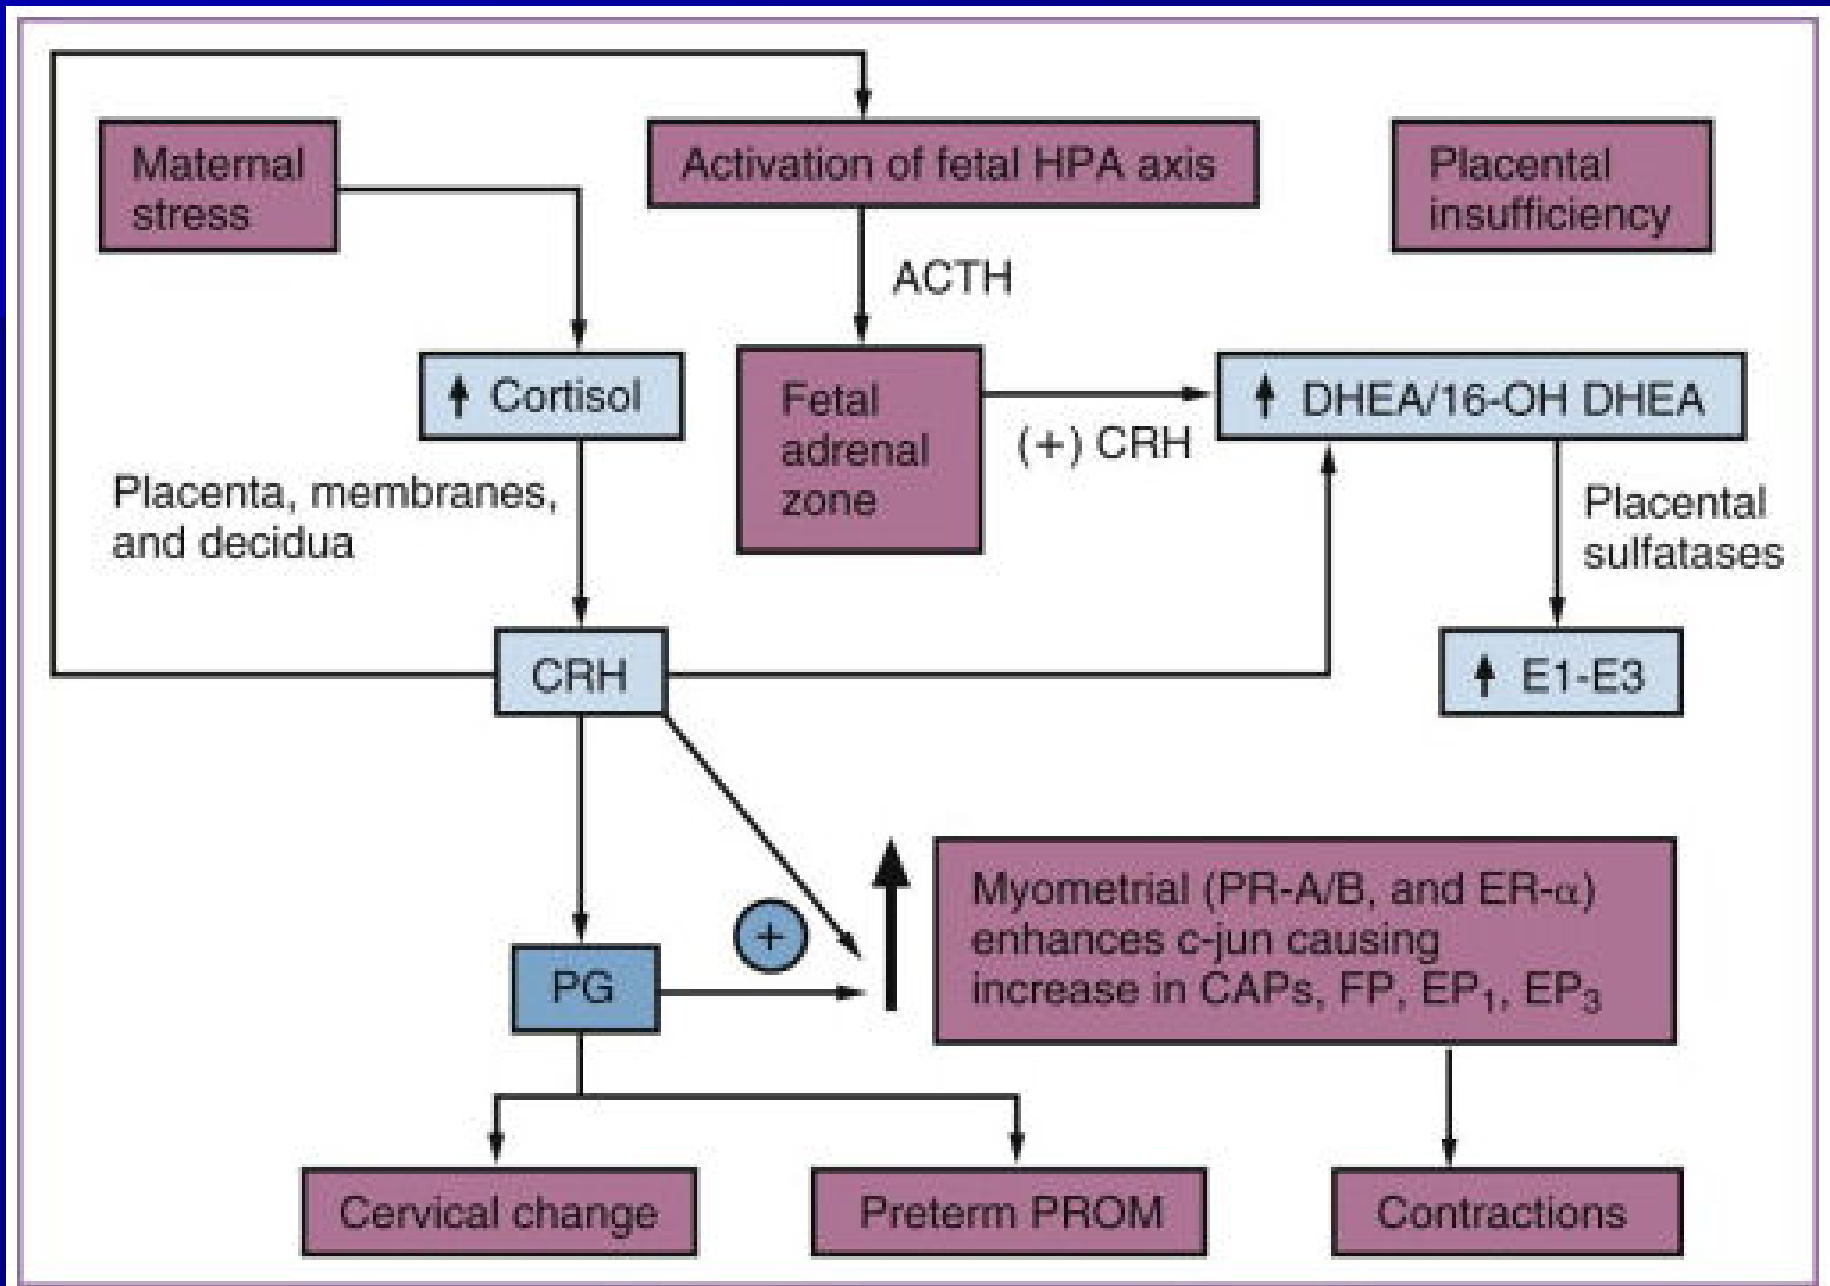 Maternal
stress
Activation of fetal HPA axis
Placental
insufficiency
ACTH
↑ Cortisol
Fetal
adrenal
zone
(+) CRH
↑ DHEA/16-OH DHEA
Placenta, membranes,
and decidua
Placental
sulfatases
CRH
↑ E1-E3
+
PG
Myometrial (PR-A/B, and ER-α)
enhances c-jun causing
increase in CAPs, FP, EP₁, EP₃
Cervical change
Preterm PROM
Contractions